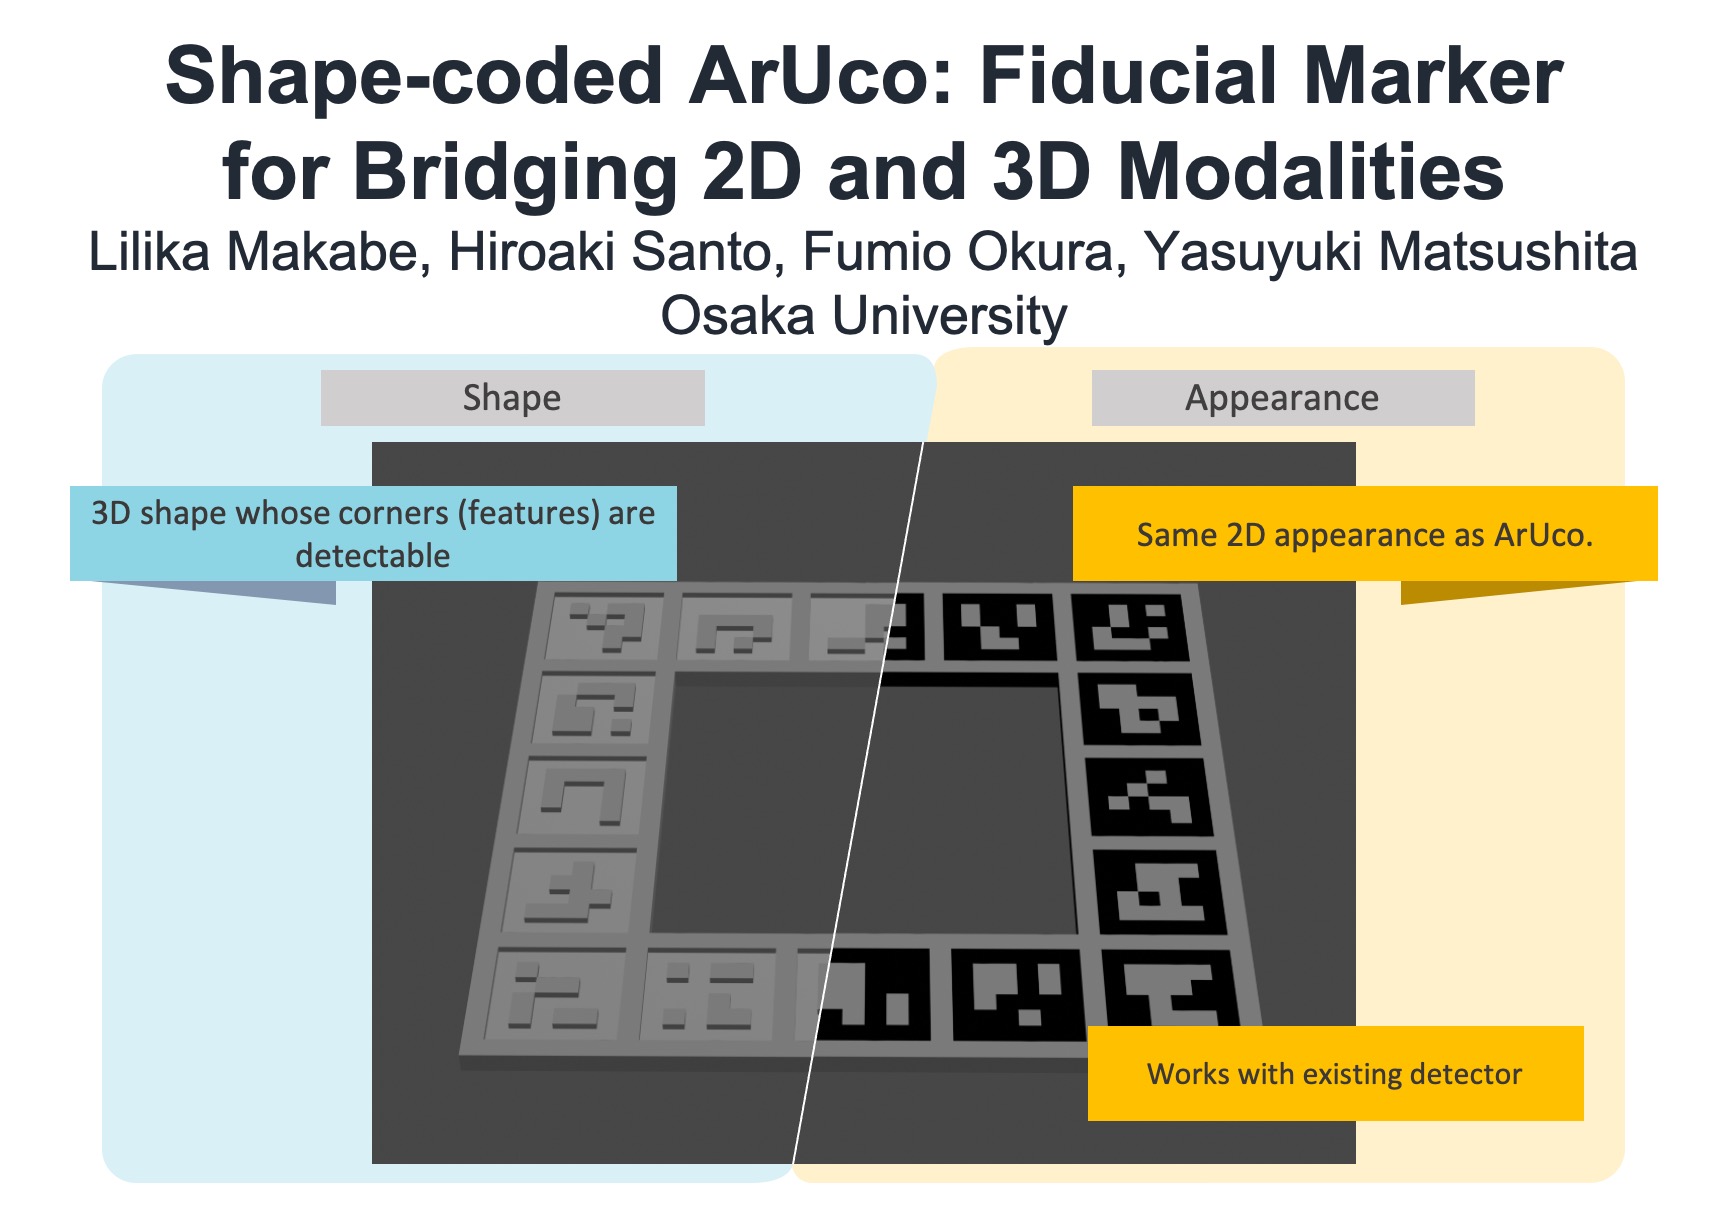 Shape-coded ArUco: Fiducial Marker
for Bridging 2D and 3D Modalities
Lilika Makabe, Hiroaki Santo, Fumio Okura, Yasuyuki Matsushita
Osaka University
Shape
Appearance
3D shape whose corners (features) are
detectable
Same 2D appearance as ArUco.
Works with existing detector